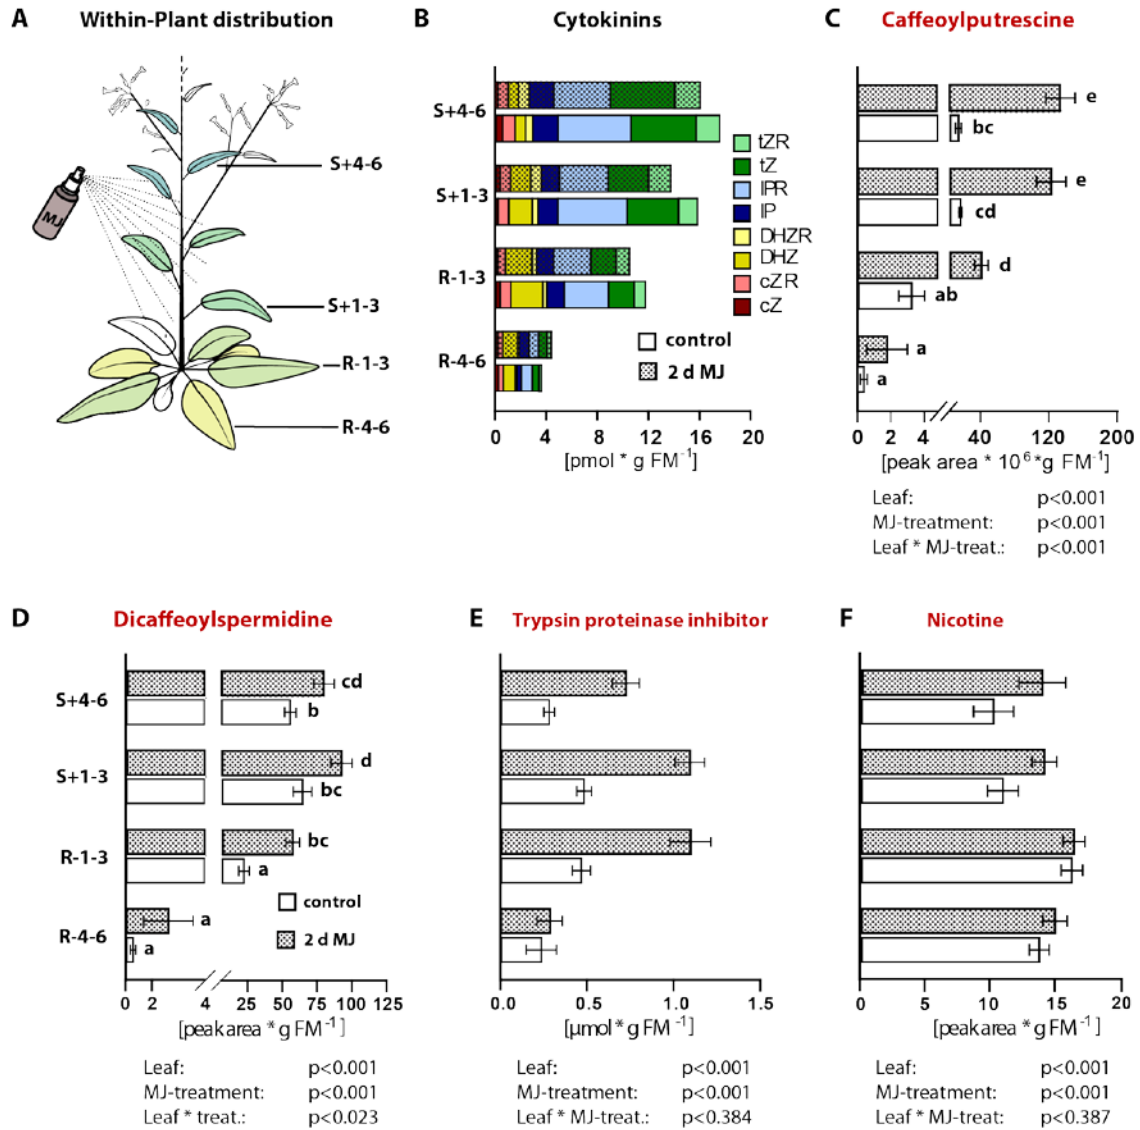 A Within-Plant distribution
MJ
S+4-6
S+1-3
R-1-3
R-4-6
B Cytokinins
S+4-6
S+1-3
R-1-3
R-4-6
tZR
tZ
IPR
IP
DHZR
DHZ
cZR
cZ
control
2 d MJ
0 4 8 12 16 20
[pmol * g FM⁻¹]
C Caffeoylputrescine
e
bc
e
cd
d
ab
a
a
0 2 4 40 120 200
[peak area * 10⁶ *g FM⁻¹]
Leaf: p<0.001
MJ-treatment: p<0.001
Leaf * MJ-treat.: p<0.001
D Dicaffeoylspermidine
S+4-6
S+1-3
R-1-3
R-4-6
cd
b
d
bc
bc
a
a
a
control
2 d MJ
0 2 4 25 50 75 100 125
[peak area * g FM⁻¹]
Leaf: p<0.001
MJ-treatment: p<0.001
Leaf * treat.: p<0.023
E Trypsin proteinase inhibitor
0.0 0.5 1.0 1.5
[µmol * g FM⁻¹]
Leaf: p<0.001
MJ-treatment: p<0.001
Leaf * MJ-treat.: p<0.384
F Nicotine
0 5 10 15 20
[peakarea * g FM⁻¹]
Leaf: p<0.001
MJ-treatment: p<0.001
Leaf * MJ-treat: p<0.387